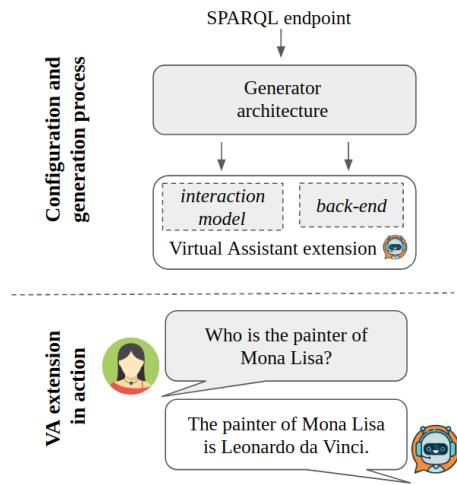 SPARQL endpoint
Configuration and
generation process
Generator
architecture
interaction
model
back-end
Virtual Assistant extension
VA extension
in action
Who is the painter of
Mona Lisa?
The painter of Mona Lisa
is Leonardo da Vinci.